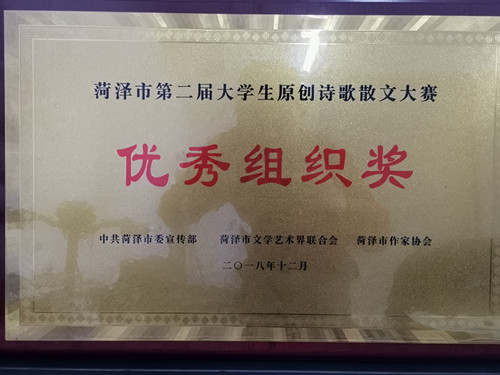 菏泽市第二届大学生原创诗歌散文大赛
优秀组织奖
中共菏泽市委宣传部 菏泽市文学艺术界联合会 菏泽市作家协会
二〇一八年十二月